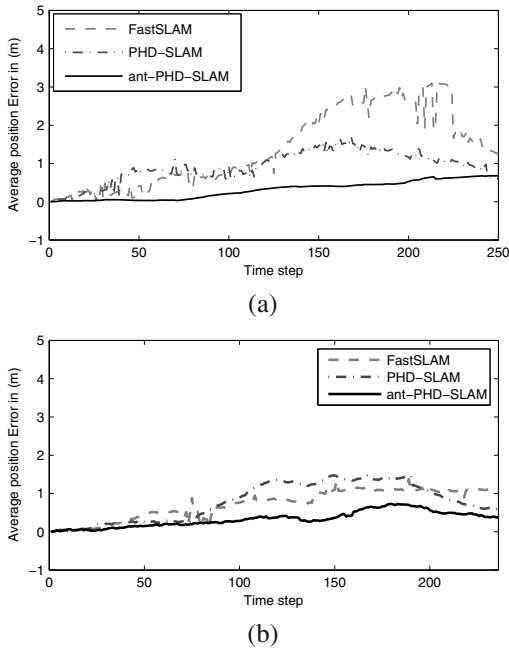 FastSLAM
PHD-SLAM
ant-PHD-SLAM
Average position Error in (m)
5
4
3
2
1
0
−1
0 50 100 150 200 250
Time step
(a)
FastSLAM
PHD-SLAM
ant-PHD-SLAM
Average position Error in (m)
5
4
3
2
1
0
−1
0 50 100 150 200
Time step
(b)